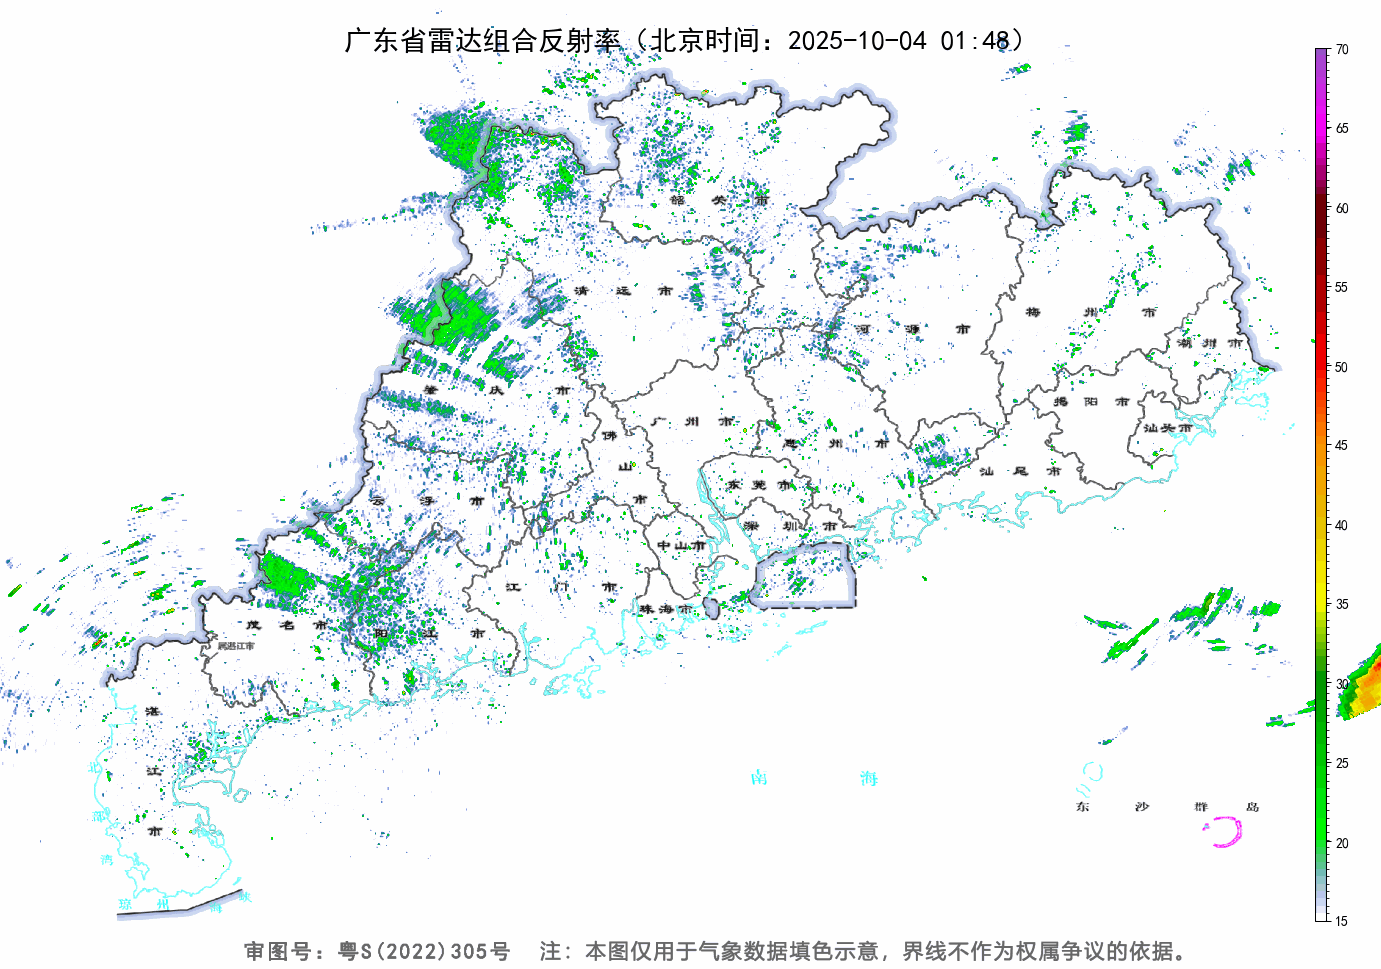 广东省雷达组合反射率（北京时间：2025-10-04 01:48）
70
65
60
55
50
45
40
35
30
25
20
15
韶关市
清远市
河源市
梅州市
潮州市
肇庆市
广州市
佛山市
惠州市
揭阳市
汕头市
汕尾市
东莞市
云浮市
深圳市
中山市
江门市
珠海市
茂名市
阳江市
属湛江市
湛江市
北部湾
南海
东沙群岛
琼州海峡
审图号：粤S(2022)305号 注：本图仅用于气象数据填色示意，界线不作为权属争议的依据。